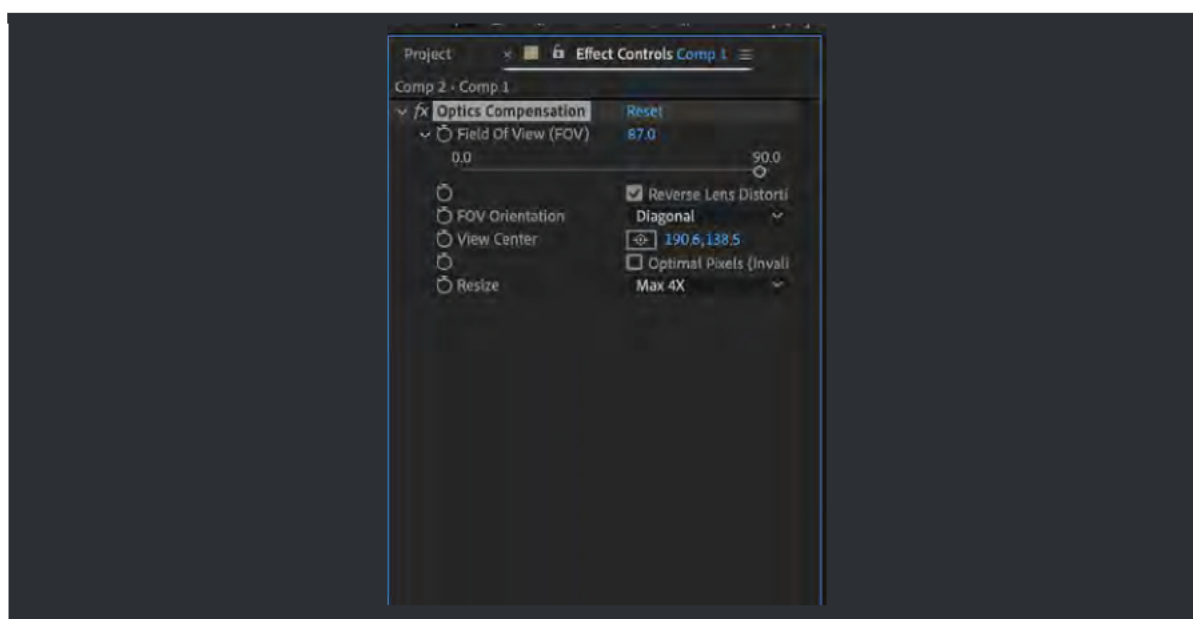 Project × Effect Controls Comp 1
Comp 2 - Comp 1
fx Optics Compensation Reset
Field Of View (FOV) 87.0
0.0 90.0
Reverse Lens Distorti
FOV Orientation Diagonal
View Center 190.6,138.5
Optimal Pixels (Invali
Resize Max 4X